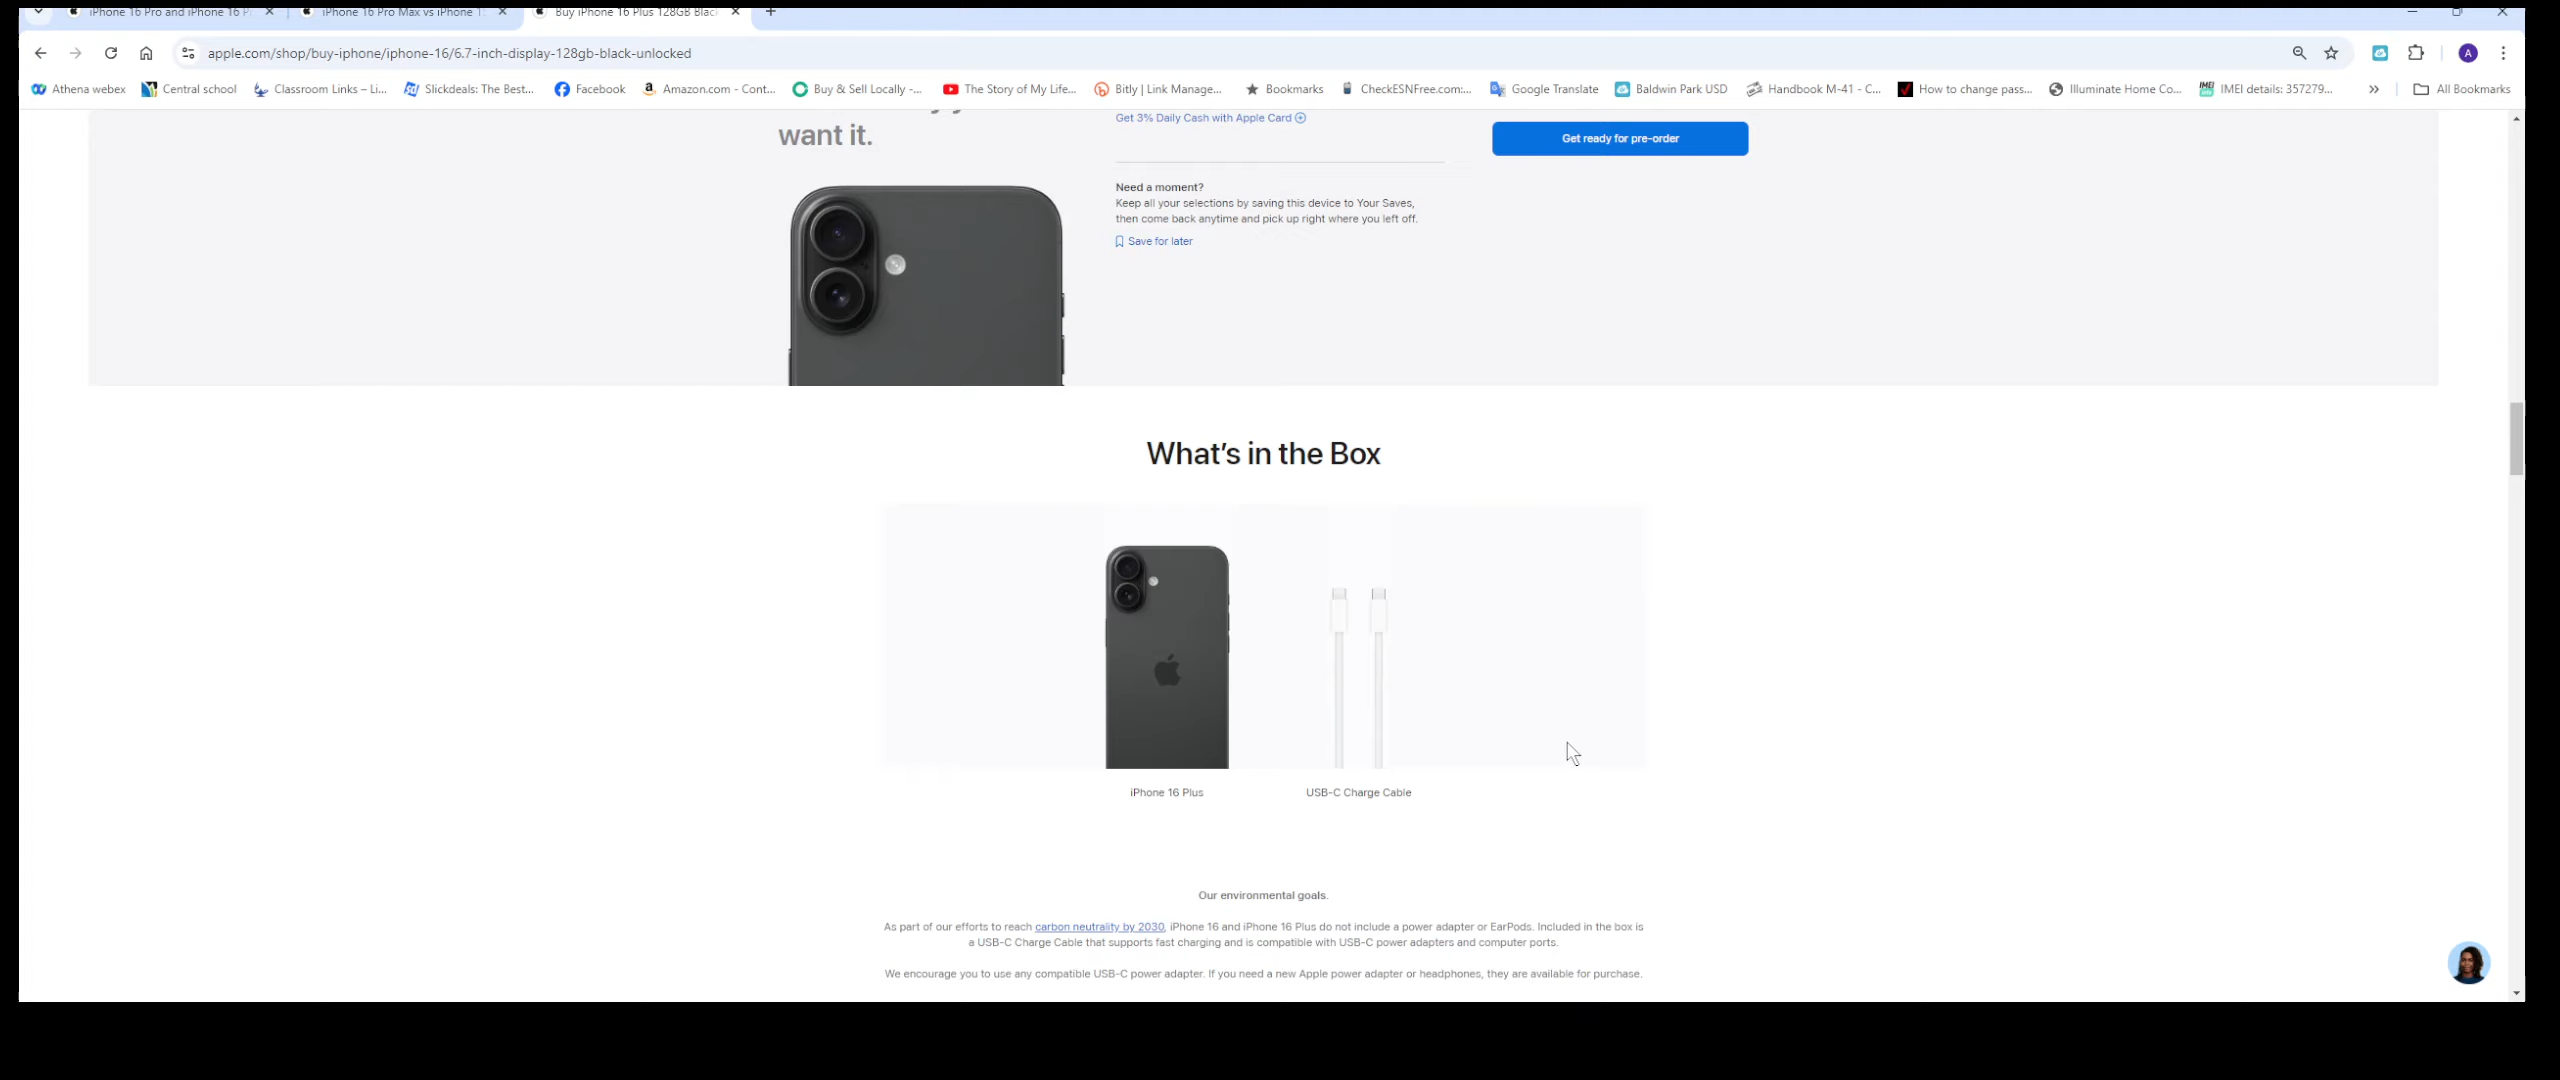 iPhone 16 Pro and iPhone 16 P
iPhone 16 Pro Max vs iPhone 1
Buy iPhone 16 Plus 128GB Black
apple.com/shop/buy-iphone/iphone-16/6.7-inch-display-128gb-black-unlocked
A
Athena webex
Central school
Classroom Links – Li...
Slickdeals: The Best...
Facebook
Amazon.com - Cont...
Buy & Sell Locally -...
The Story of My Life...
Bitly | Link Manage...
Bookmarks
CheckESNFree.com:...
Google Translate
Baldwin Park USD
Handbook M-41 - C...
How to change pass...
Illuminate Home Co...
IMEI details: 357279...
All Bookmarks
want it.
Get 3% Daily Cash with Apple Card
Get ready for pre-order
Need a moment?
Keep all your selections by saving this device to Your Saves,
then come back anytime and pick up right where you left off.
Save for later
What's in the Box
iPhone 16 Plus
USB-C Charge Cable
Our environmental goals.
As part of our efforts to reach carbon neutrality by 2030, iPhone 16 and iPhone 16 Plus do not include a power adapter or EarPods. Included in the box is
a USB-C Charge Cable that supports fast charging and is compatible with USB-C power adapters and computer ports.
We encourage you to use any compatible USB-C power adapter. If you need a new Apple power adapter or headphones, they are available for purchase.